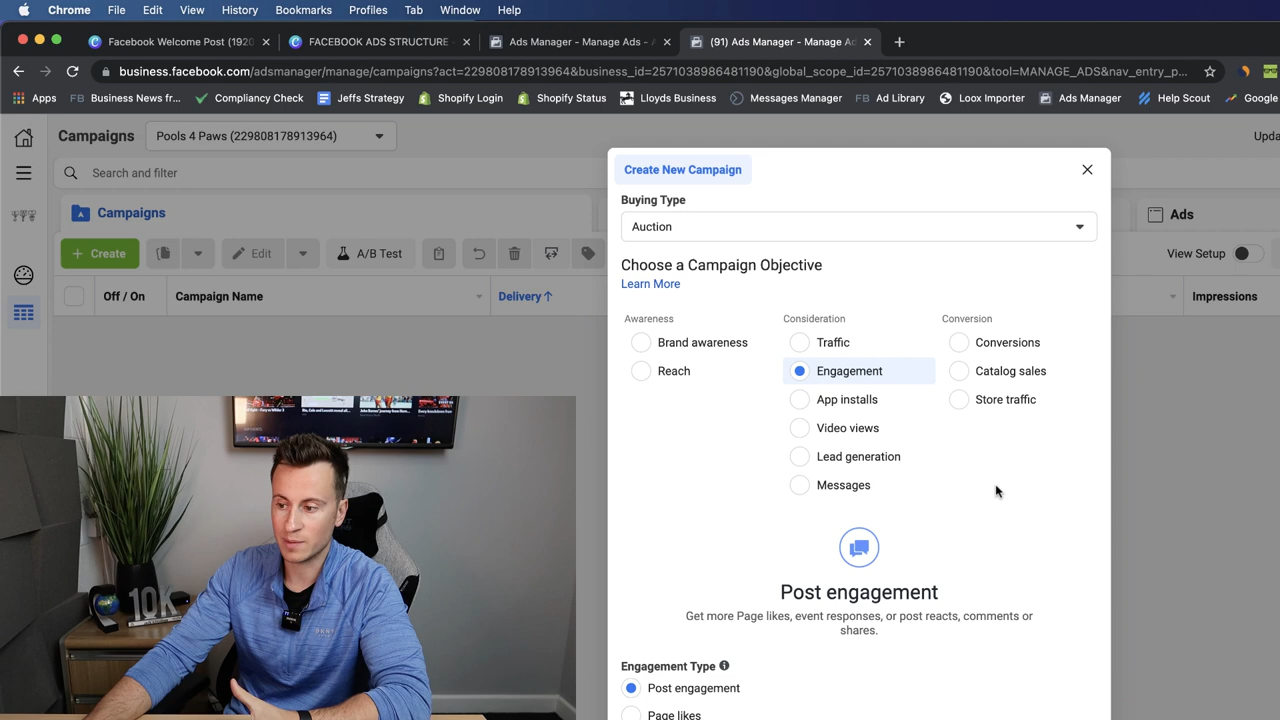 Chrome File Edit View History Bookmarks Profiles Tab Window Help
Facebook Welcome Post (1920 FACEBOOK ADS STRUCTURE - Ads Manager - Manage Ads - A (91) Ads Manager - Manage Ad
business.facebook.com/adsmanager/manage/campaigns?act=229808178913964&business_id=2571038986481190&global_scope_id=2571038986481190&tool=MANAGE_ADS&nav_entry_p...
Apps FB Business News fr... Compliance Check Jeffs Strategy Shopify Login Shopify Status Lloyds Business Messages Manager FB Ad Library Loox Importer Ads Manager Help Scout Google
Campaigns Pools 4 Paws (229808178913964) Upda
Search and filter
Create New Campaign
Buying Type
Campaigns Ads
Auction
+ Create Edit A/B Test View Setup
Choose a Campaign Objective
Learn More
Off / On Campaign Name Delivery↑ Impressions
Awareness Consideration Conversion
Brand awareness Traffic Conversions
Reach Engagement Catalog sales
App installs Store traffic
Video views
Lead generation
Messages
Post engagement
Get more Page likes, event responses, or post reacts, comments or
shares.
10K
Engagement Type
Post engagement
Page likes